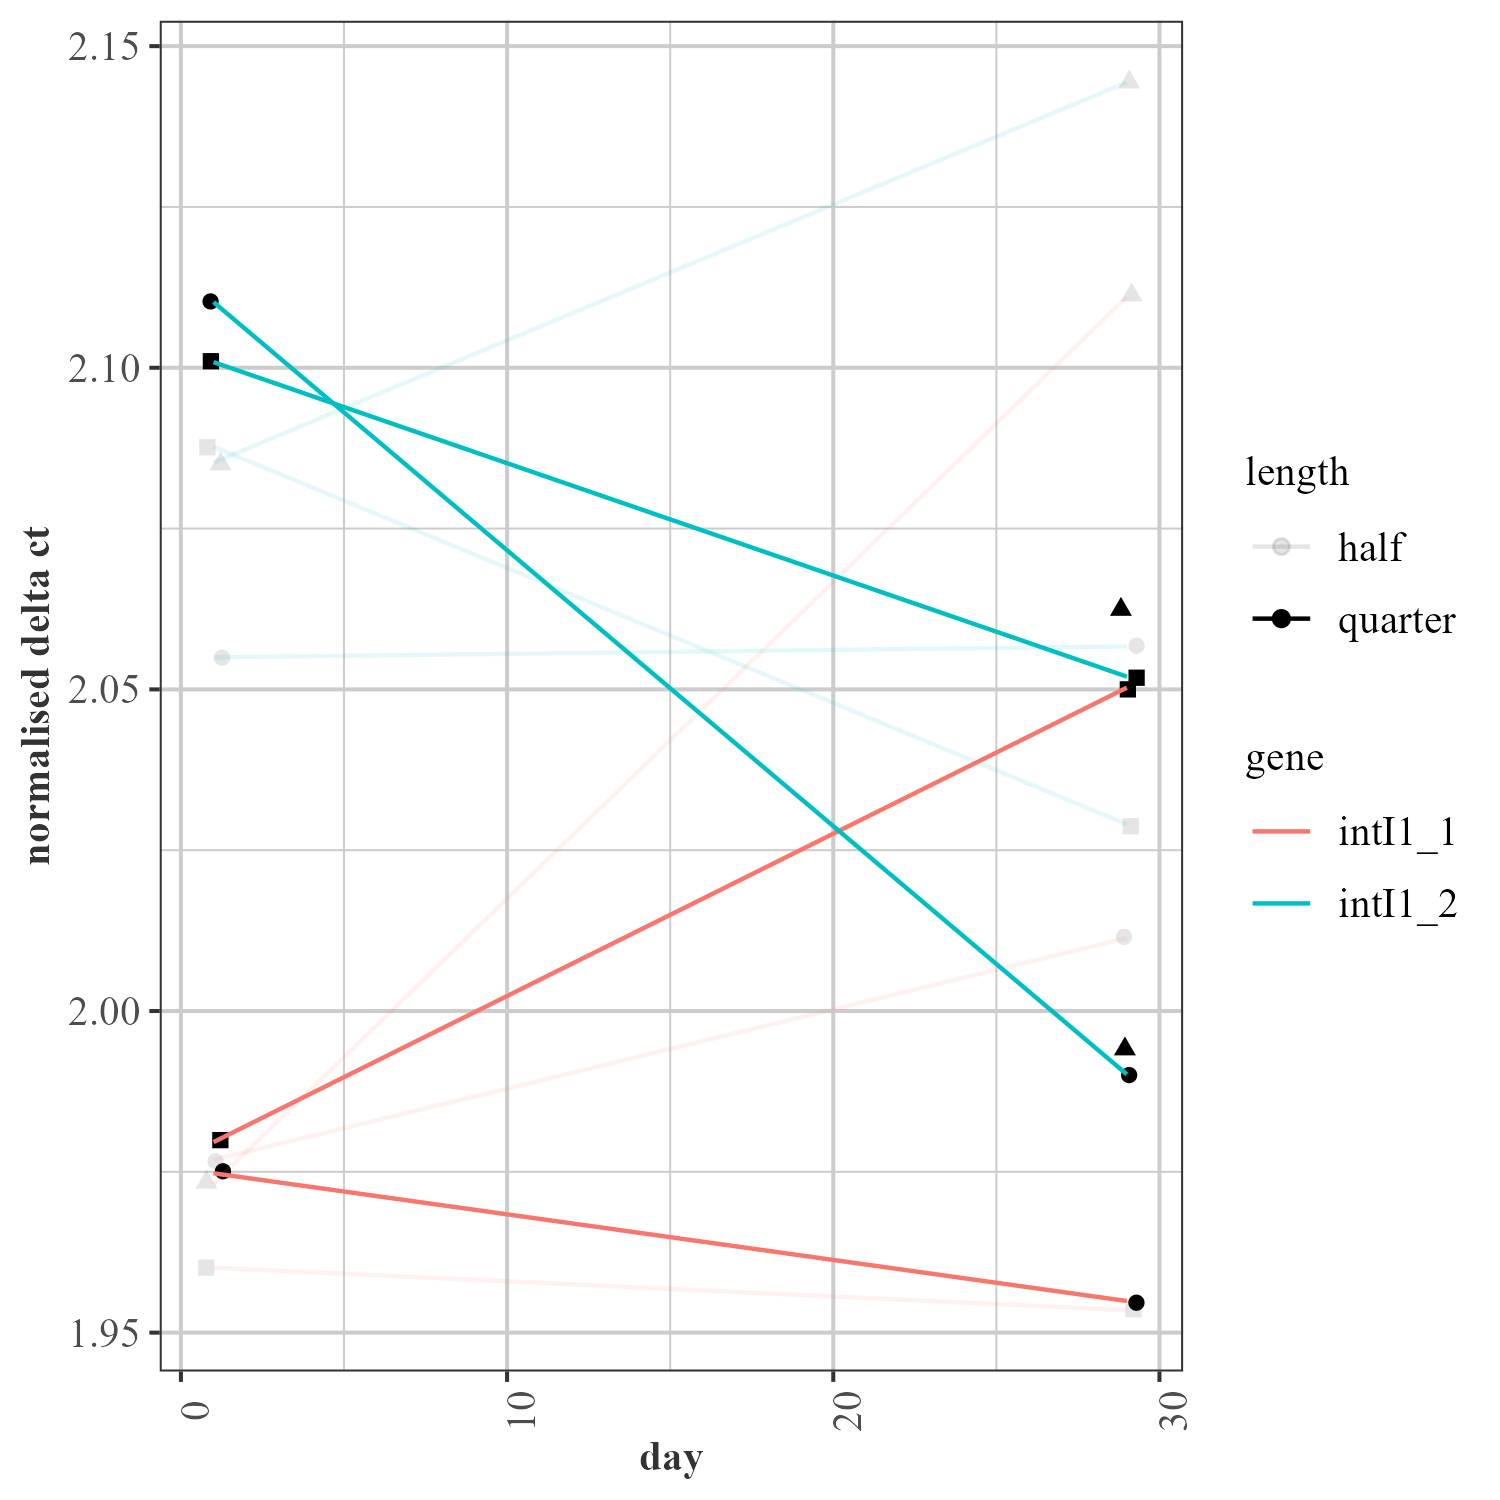 2.15
2.10
2.05
2.00
1.95
normalised delta ct
0
10
20
30
day
length
half
quarter
gene
intI1_1
intI1_2